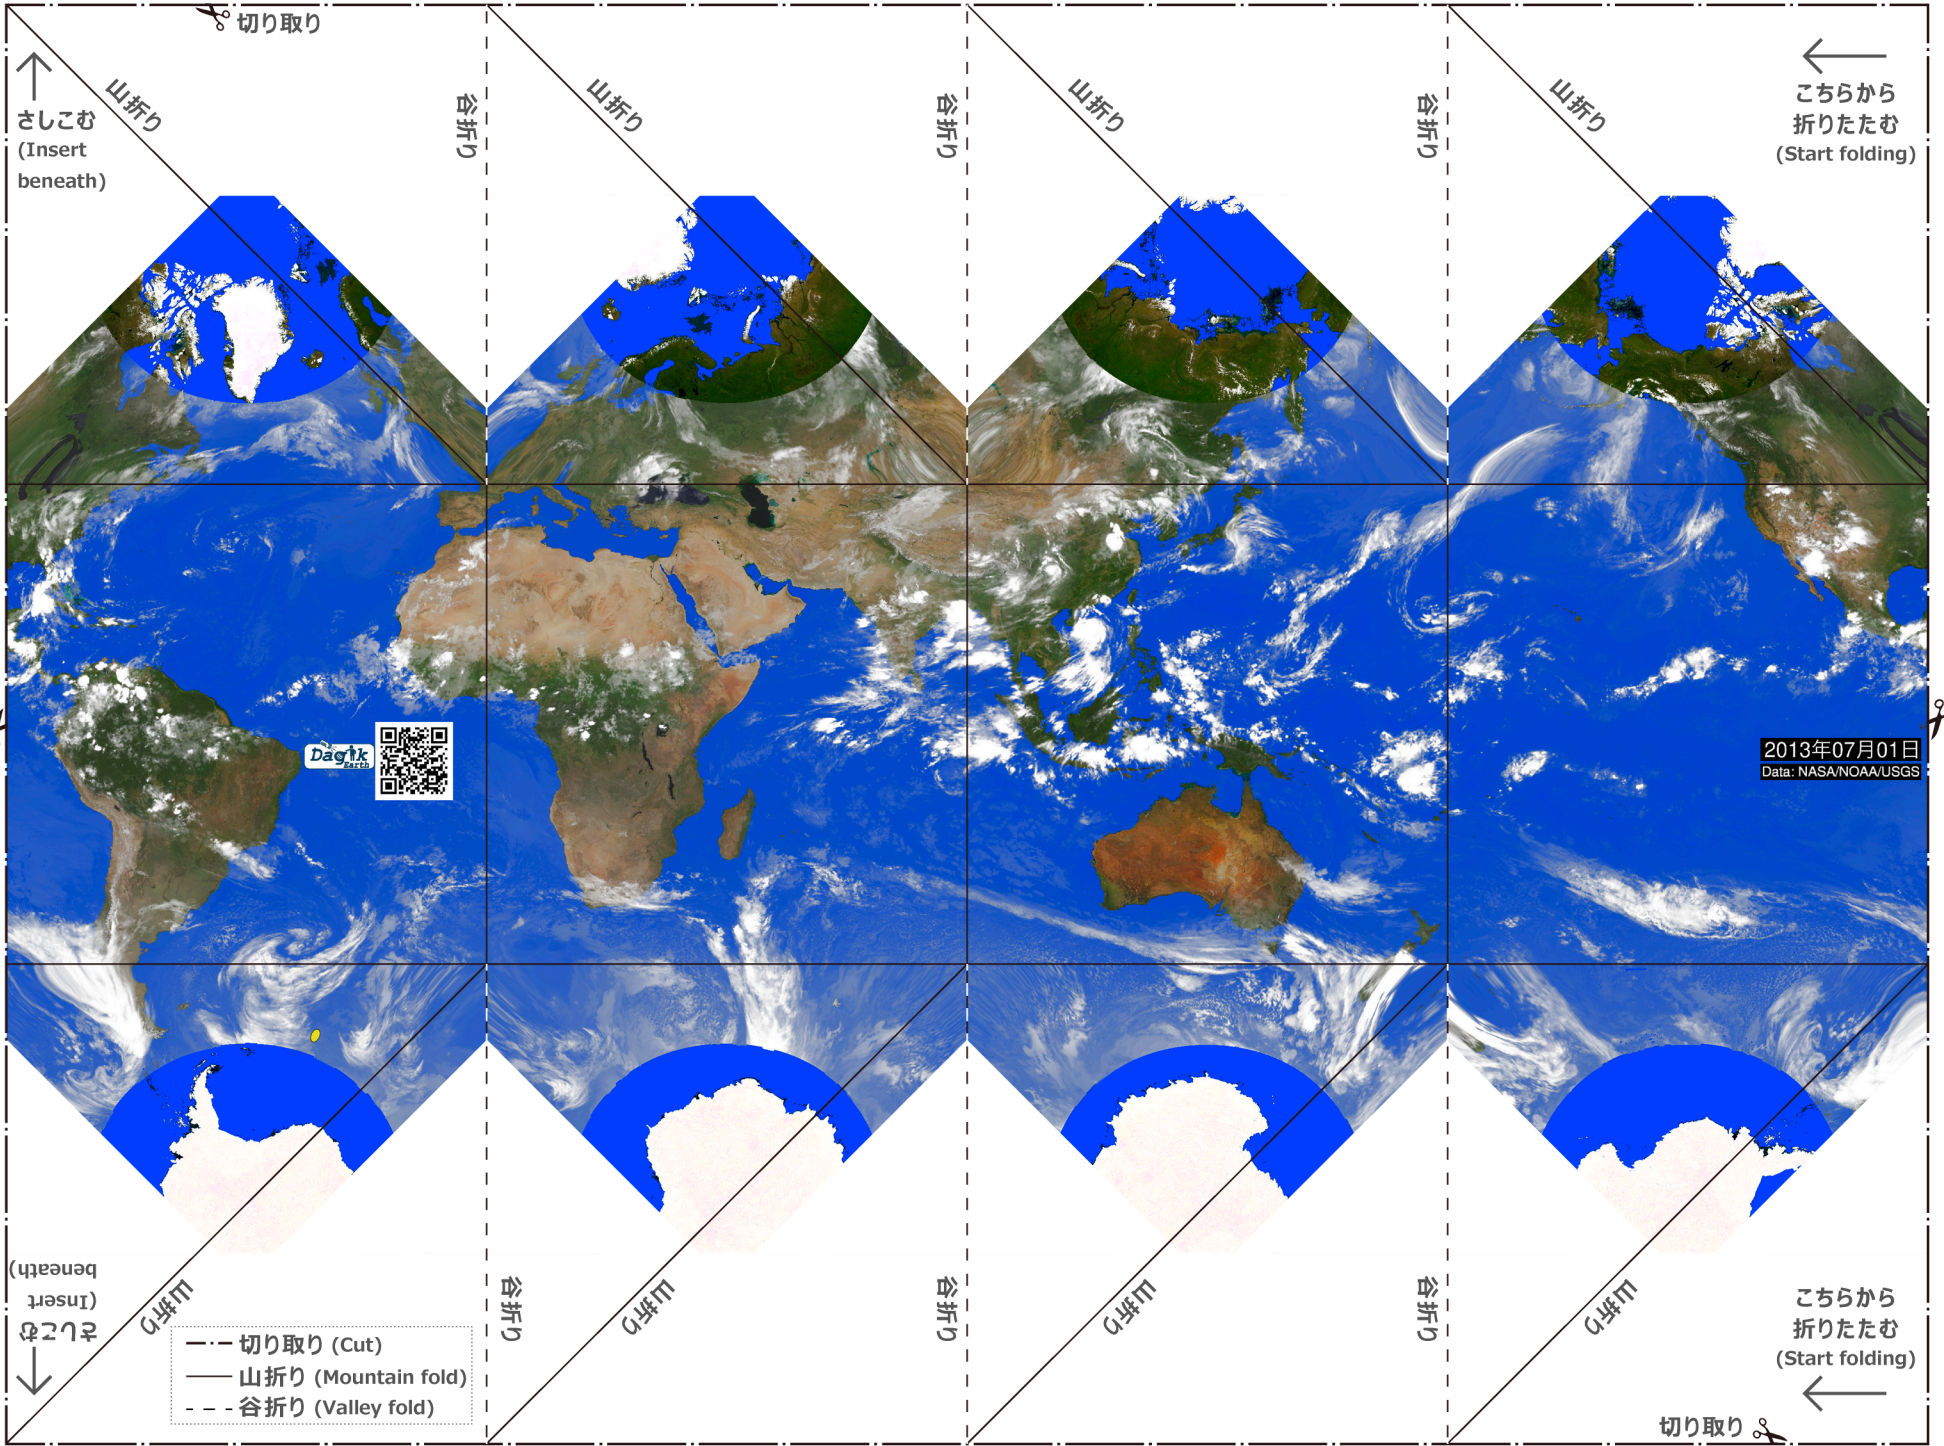 切り取り
さしこむ
(Insert
beneath)
山折り
谷折り
山折り
谷折り
山折り
谷折り
山折り
こちらから
折りたたむ
(Start folding)
Dagik
Earth
2013年07月01日
Data: NASA/NOAA/USGS
さしこむ
(Insert
beneath)
山折り
谷折り
山折り
谷折り
山折り
谷折り
山折り
こちらから
折りたたむ
(Start folding)
切り取り (Cut)
山折り (Mountain fold)
谷折り (Valley fold)
切り取り